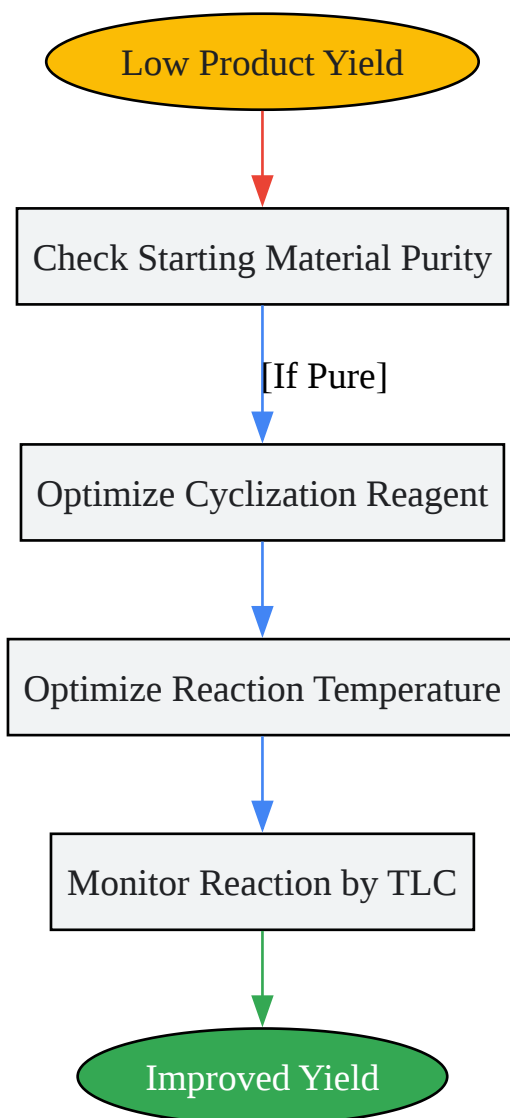 Low Product Yield
Check Starting Material Purity
[If Pure]
Optimize Cyclization Reagent
Optimize Reaction Temperature
Monitor Reaction by TLC
Improved Yield